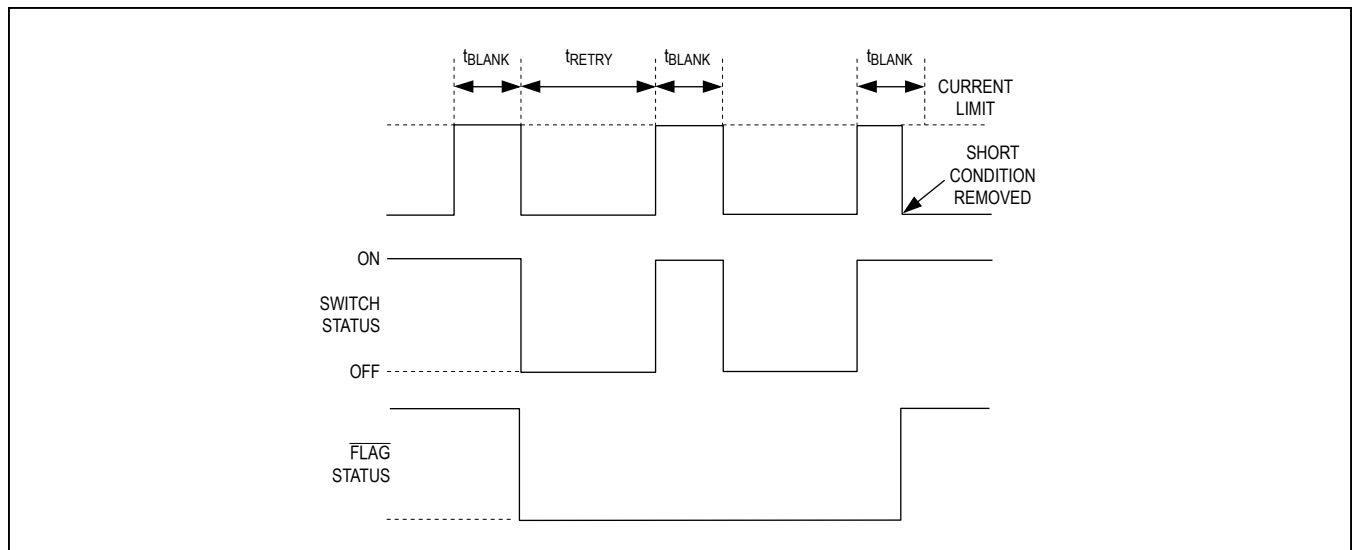 tBLANK
tRETRY
tBLANK
tBLANK
CURRENT
LIMIT
SHORT
CONDITION
REMOVED
ON
SWITCH
STATUS
OFF
FLAG
STATUS